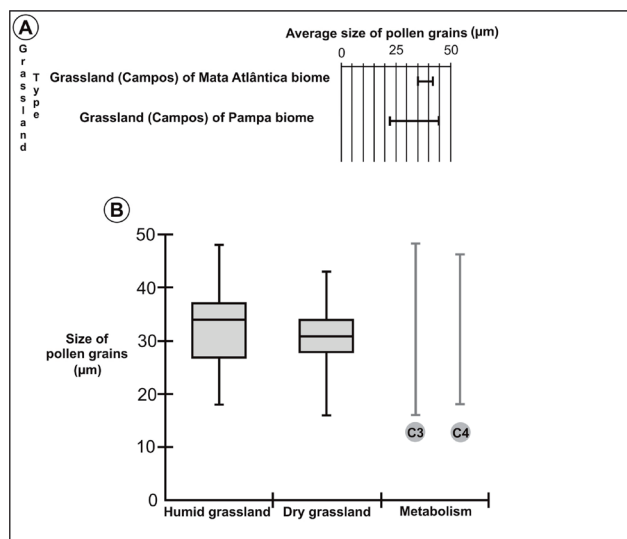 A
Grassland
Type
Average size of pollen grains (µm)
0 25 50
Grassland (Campos) of Mata Atlântica biome
Grassland (Campos) of Pampa biome
B
Size of
pollen grains
(µm)
50
40
30
20
10
0
C3 C4
Humid grassland Dry grassland Metabolism